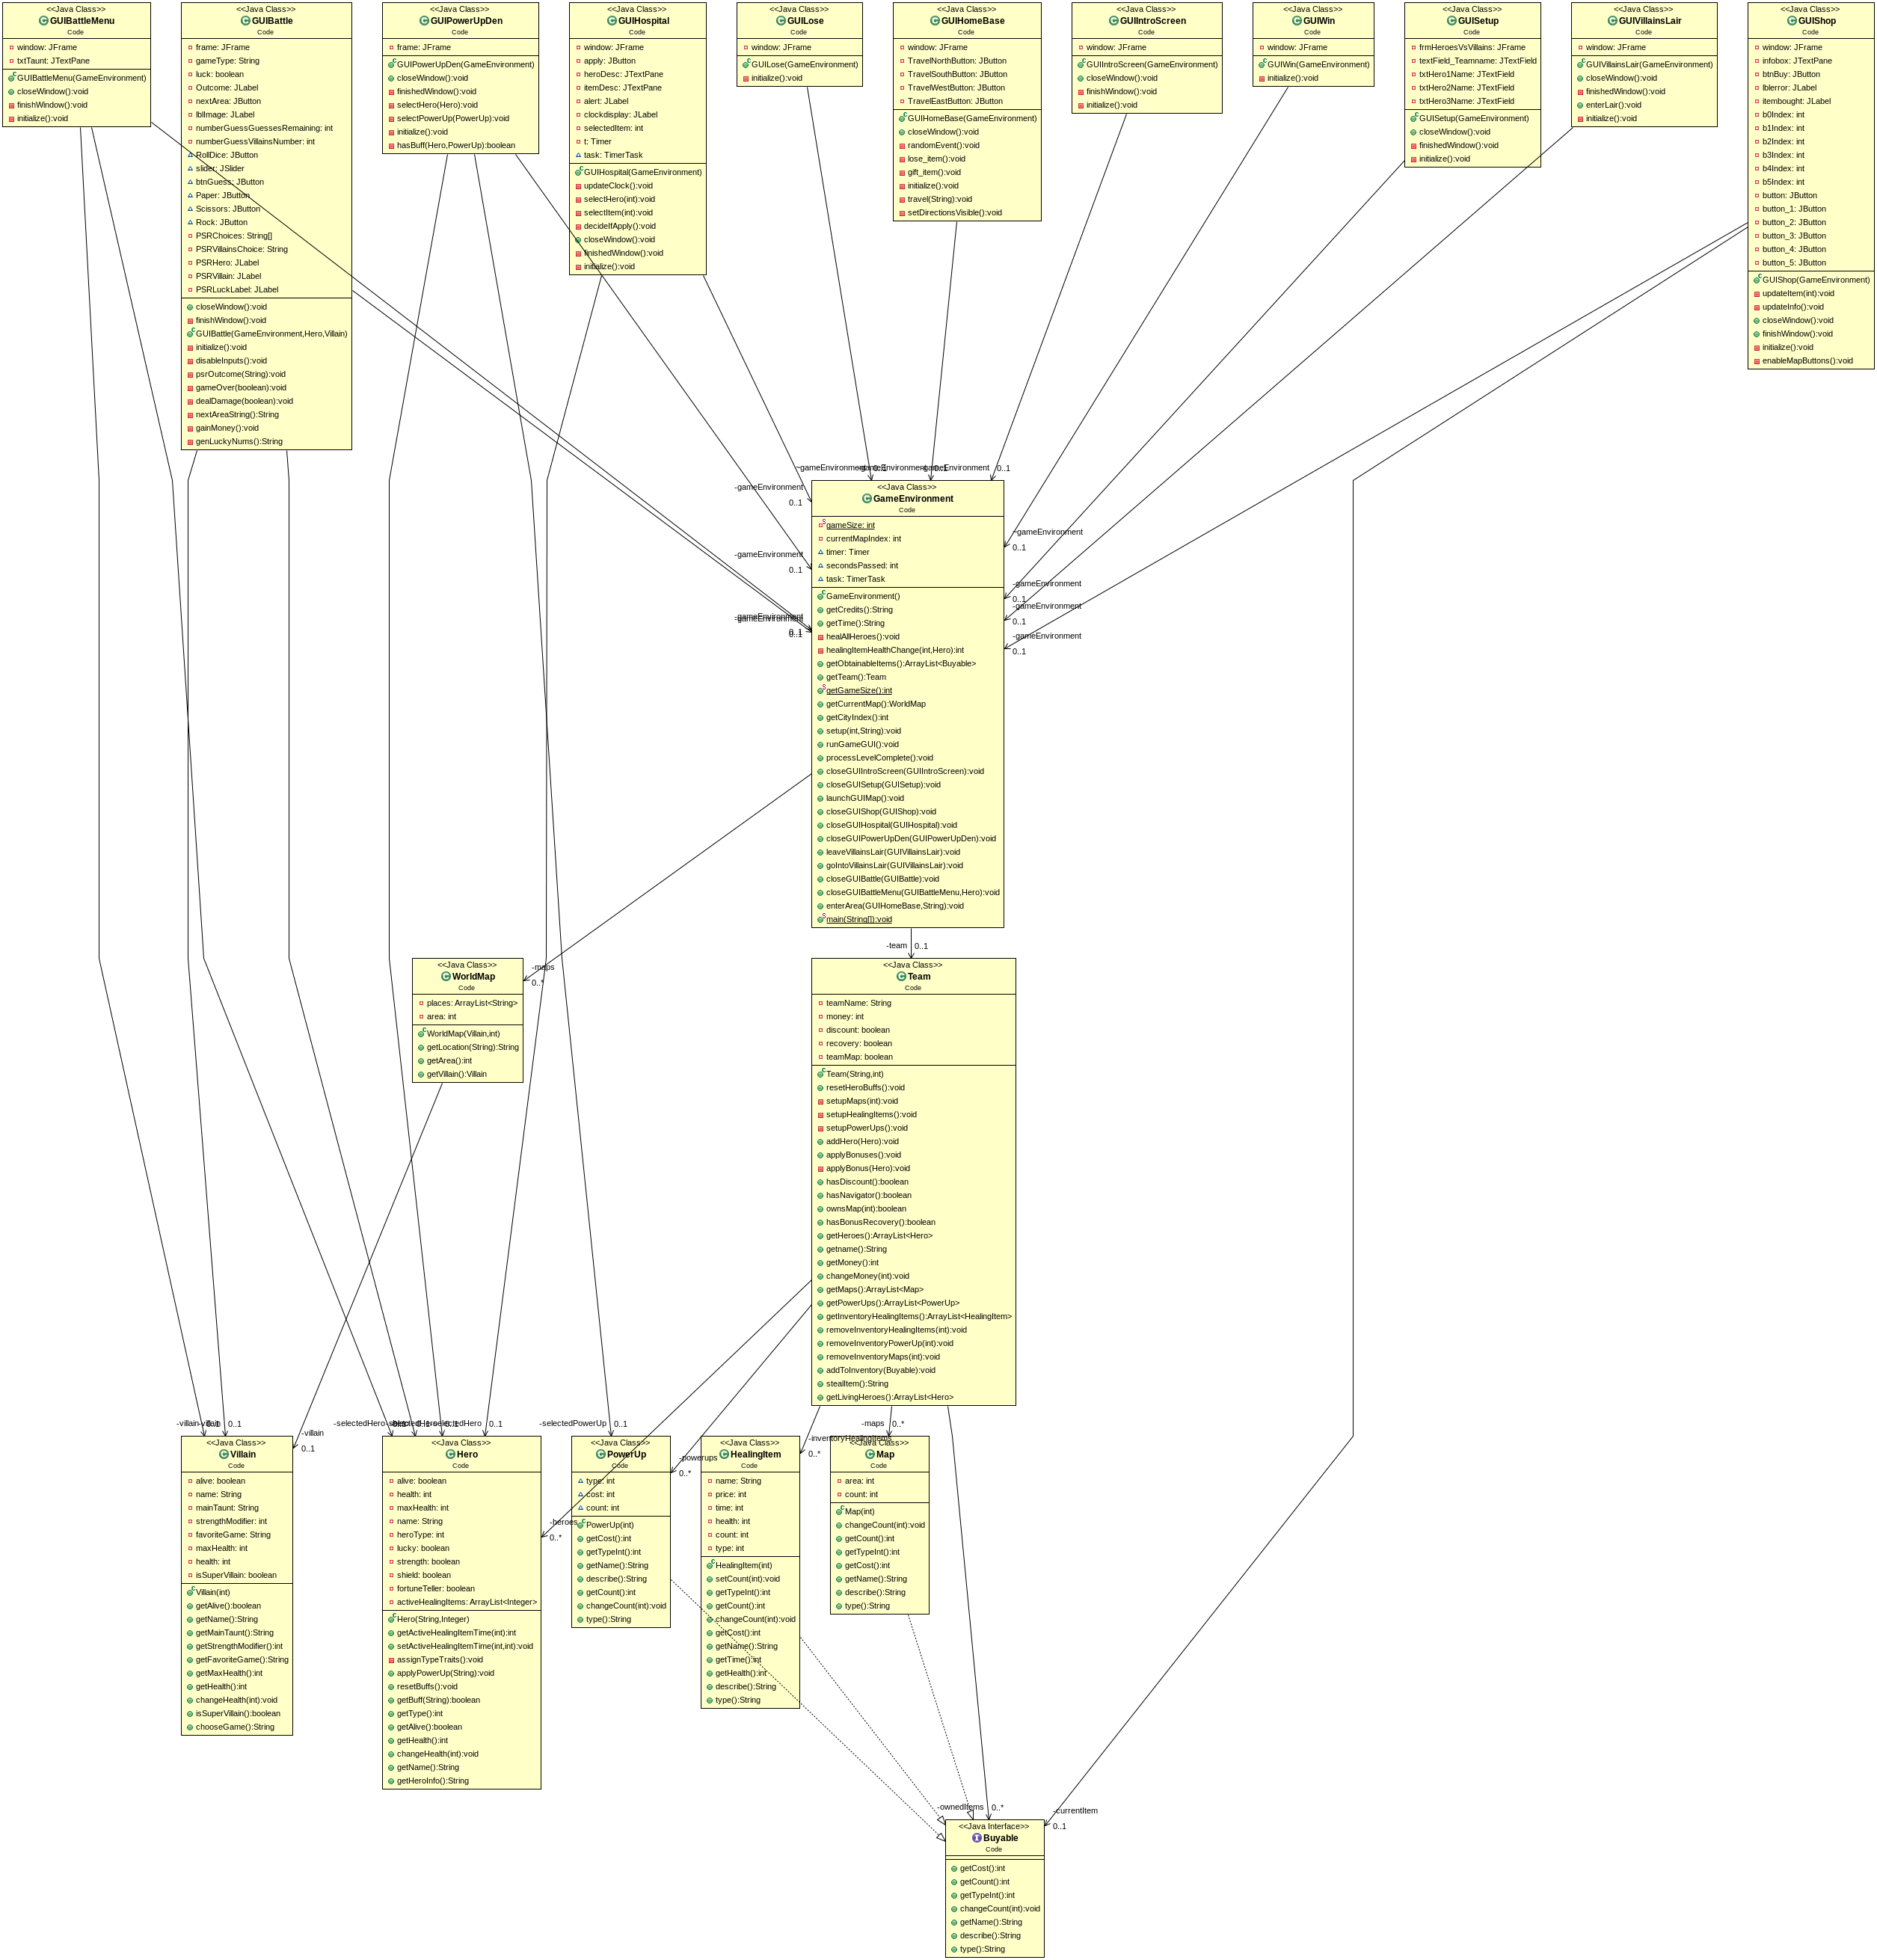 <<Java Class>>
GUIBattleMenu
Code
window: JFrame
txtTaunt: JTextPane
GUIBattleMenu(GameEnvironment)
closeWindow():void
finishWindow():void
initialize():void
<<Java Class>>
GUIBattle
Code
frame: JFrame
gameType: String
luck: boolean
Outcome: JLabel
nextArea: JButton
lblImage: JLabel
numberGuessGuessesRemaining: int
numberGuessVillainsNumber: int
RollDice: JButton
slider: JSlider
btnGuess: JButton
Paper: JButton
Scissors: JButton
Rock: JButton
PSRChoices: String[]
PSRVillainsChoice: String
PSRHero: JLabel
PSRVillain: JLabel
PSRLuckLabel: JLabel
closeWindow():void
finishWindow():void
GUIBattle(GameEnvironment,Hero,Villain)
initialize():void
disableInputs():void
psrOutcome(String):void
gameOver(boolean):void
dealDamage(boolean):void
nextAreaString():String
gainMoney():void
genLuckyNums():String
<<Java Class>>
GUIPowerUpDen
Code
frame: JFrame
GUIPowerUpDen(GameEnvironment)
closeWindow():void
finishedWindow():void
selectHero(Hero):void
selectPowerUp(PowerUp):void
initialize():void
hasBuff(Hero,PowerUp):boolean
<<Java Class>>
GUIHospital
Code
window: JFrame
apply: JButton
heroDesc: JTextPane
itemDesc: JTextPane
alert: JLabel
clockdisplay: JLabel
selectedItem: int
t: Timer
task: TimerTask
GUIHospital(GameEnvironment)
updateClock():void
selectHero(int):void
selectItem(int):void
decideIfApply():void
closeWindow():void
finishedWindow():void
initialize():void
<<Java Class>>
GUILose
Code
window: JFrame
GUILose(GameEnvironment)
initialize():void
<<Java Class>>
GUIHomeBase
Code
window: JFrame
TravelNorthButton: JButton
TravelSouthButton: JButton
TravelWestButton: JButton
TravelEastButton: JButton
GUIHomeBase(GameEnvironment)
closeWindow():void
randomEvent():void
lose_item():void
gift_item():void
initialize():void
travel(String):void
setDirectionsVisible():void
<<Java Class>>
GUIIntroScreen
Code
window: JFrame
GUIIntroScreen(GameEnvironment)
closeWindow():void
finishWindow():void
initialize():void
<<Java Class>>
GUIWin
Code
window: JFrame
GUIWin(GameEnvironment)
initialize():void
<<Java Class>>
GUISetup
Code
frmHeroesVsVillains: JFrame
textField_Teamname: JTextField
txtHero1Name: JTextField
txtHero2Name: JTextField
txtHero3Name: JTextField
GUISetup(GameEnvironment)
closeWindow():void
finishedWindow():void
initialize():void
<<Java Class>>
GUIVillainsLair
Code
window: JFrame
GUIVillainsLair(GameEnvironment)
closeWindow():void
finishedWindow():void
enterLair():void
initialize():void
<<Java Class>>
GUIShop
Code
window: JFrame
infobox: JTextPane
btnBuy: JButton
lblerror: JLabel
itembought: JLabel
b0Index: int
b1Index: int
b2Index: int
b3Index: int
b4Index: int
b5Index: int
button: JButton
button_1: JButton
button_2: JButton
button_3: JButton
button_4: JButton
button_5: JButton
GUIShop(GameEnvironment)
updateItem(int):void
updateInfo():void
closeWindow():void
finishWindow():void
initialize():void
enableMapButtons():void
~gameEnvironment
0..1
gameEnvironment
0..1
gameEnvironment
0..1
-gameEnvironment
0..1
-gameEnvironment
0..1
-gameEnvironment
0..1
-gameEnvironment
0..1
~gameEnvironment
0..1
-gameEnvironment
0..1
-gameEnvironment
0..1
-gameEnvironment
0..1
<<Java Class>>
GameEnvironment
Code
gameSize: int
currentMapIndex: int
timer: Timer
secondsPassed: int
task: TimerTask
GameEnvironment()
getCredits():String
getTime():String
healAllHeroes():void
healingItemHealthChange(int,Hero):int
getObtainableItems():ArrayList<Buyable>
getTeam():Team
getGameSize():int
getCurrentMap():WorldMap
getCityIndex():int
setup(int,String):void
runGameGUI():void
processLevelComplete():void
closeGUIIntroScreen(GUIIntroScreen):void
closeGUISetup(GUISetup):void
launchGUIMap():void
closeGUIShop(GUIShop):void
closeGUIHospital(GUIHospital):void
closeGUIPowerUpDen(GUIPowerUpDen):void
leaveVillainsLair(GUIVillainsLair):void
goIntoVillainsLair(GUIVillainsLair):void
closeGUIBattle(GUIBattle):void
closeGUIBattleMenu(GUIBattleMenu,Hero):void
enterArea(GUIHomeBase,String):void
main(String[]):void
-team
0..1
-maps
0..*
<<Java Class>>
WorldMap
Code
places: ArrayList<String>
area: int
WorldMap(Villain,int)
getLocation(String):String
getArea():int
getVillain():Villain
<<Java Class>>
Team
Code
teamName: String
money: int
discount: boolean
recovery: boolean
teamMap: boolean
Team(String,int)
resetHeroBuffs():void
setupMaps(int):void
setupHealingItems():void
setupPowerUps():void
addHero(Hero):void
applyBonuses():void
applyBonus(Hero):void
hasDiscount():boolean
hasNavigator():boolean
ownsMap(int):boolean
hasBonusRecovery():boolean
getHeroes():ArrayList<Hero>
getname():String
getMoney():int
changeMoney(int):void
getMaps():ArrayList<Map>
getPowerUps():ArrayList<PowerUp>
getInventoryHealingItems():ArrayList<HealingItem>
removeInventoryHealingItems(int):void
removeInventoryPowerUp(int):void
removeInventoryMaps(int):void
addToInventory(Buyable):void
stealItem():String
getLivingHeroes():ArrayList<Hero>
-villain
0..1
-villain
0..1
-villain
0..1
-selectedHero
0..1
-selectedHero
0..1
-selectedPowerUp
0..1
-heroes
0..*
-powerups
0..*
-inventoryHealingItems
0..*
-maps
0..*
<<Java Class>>
Villain
Code
alive: boolean
name: String
mainTaunt: String
strengthModifier: int
favoriteGame: String
maxHealth: int
health: int
isSuperVillain: boolean
Villain(int)
getAlive():boolean
getName():String
getMainTaunt():String
getStrengthModifier():int
getFavoriteGame():String
getMaxHealth():int
getHealth():int
changeHealth(int):void
isSuperVillain():boolean
chooseGame():String
<<Java Class>>
Hero
Code
alive: boolean
health: int
maxHealth: int
name: String
heroType: int
lucky: boolean
strength: boolean
shield: boolean
fortuneTeller: boolean
activeHealingItems: ArrayList<Integer>
Hero(String,Integer)
getActiveHealingItemTime(int):int
setActiveHealingItemTime(int,int):void
assignTypeTraits():void
applyPowerUp(String):void
resetBuffs():void
getBuff(String):boolean
getType():int
getAlive():boolean
getHealth():int
changeHealth(int):void
getName():String
getHeroInfo():String
<<Java Class>>
PowerUp
Code
type: int
cost: int
count: int
PowerUp(int)
getCost():int
getTypeInt():int
getName():String
describe():String
getCount():int
changeCount(int):void
type():String
<<Java Class>>
HealingItem
Code
name: String
price: int
time: int
health: int
count: int
type: int
HealingItem(int)
setCount(int):void
getTypeInt():int
getCount():int
changeCount(int):void
getCost():int
getName():String
getTime():int
getHealth():int
describe():String
type():String
<<Java Class>>
Map
Code
area: int
count: int
Map(int)
changeCount(int):void
getCount():int
getTypeInt():int
getCost():int
getName():String
describe():String
type():String
-ownedItems
0..*
-currentItem
0..1
<<Java Interface>>
Buyable
Code
getCost():int
getCount():int
getTypeInt():int
changeCount(int):void
getName():String
describe():String
type():String